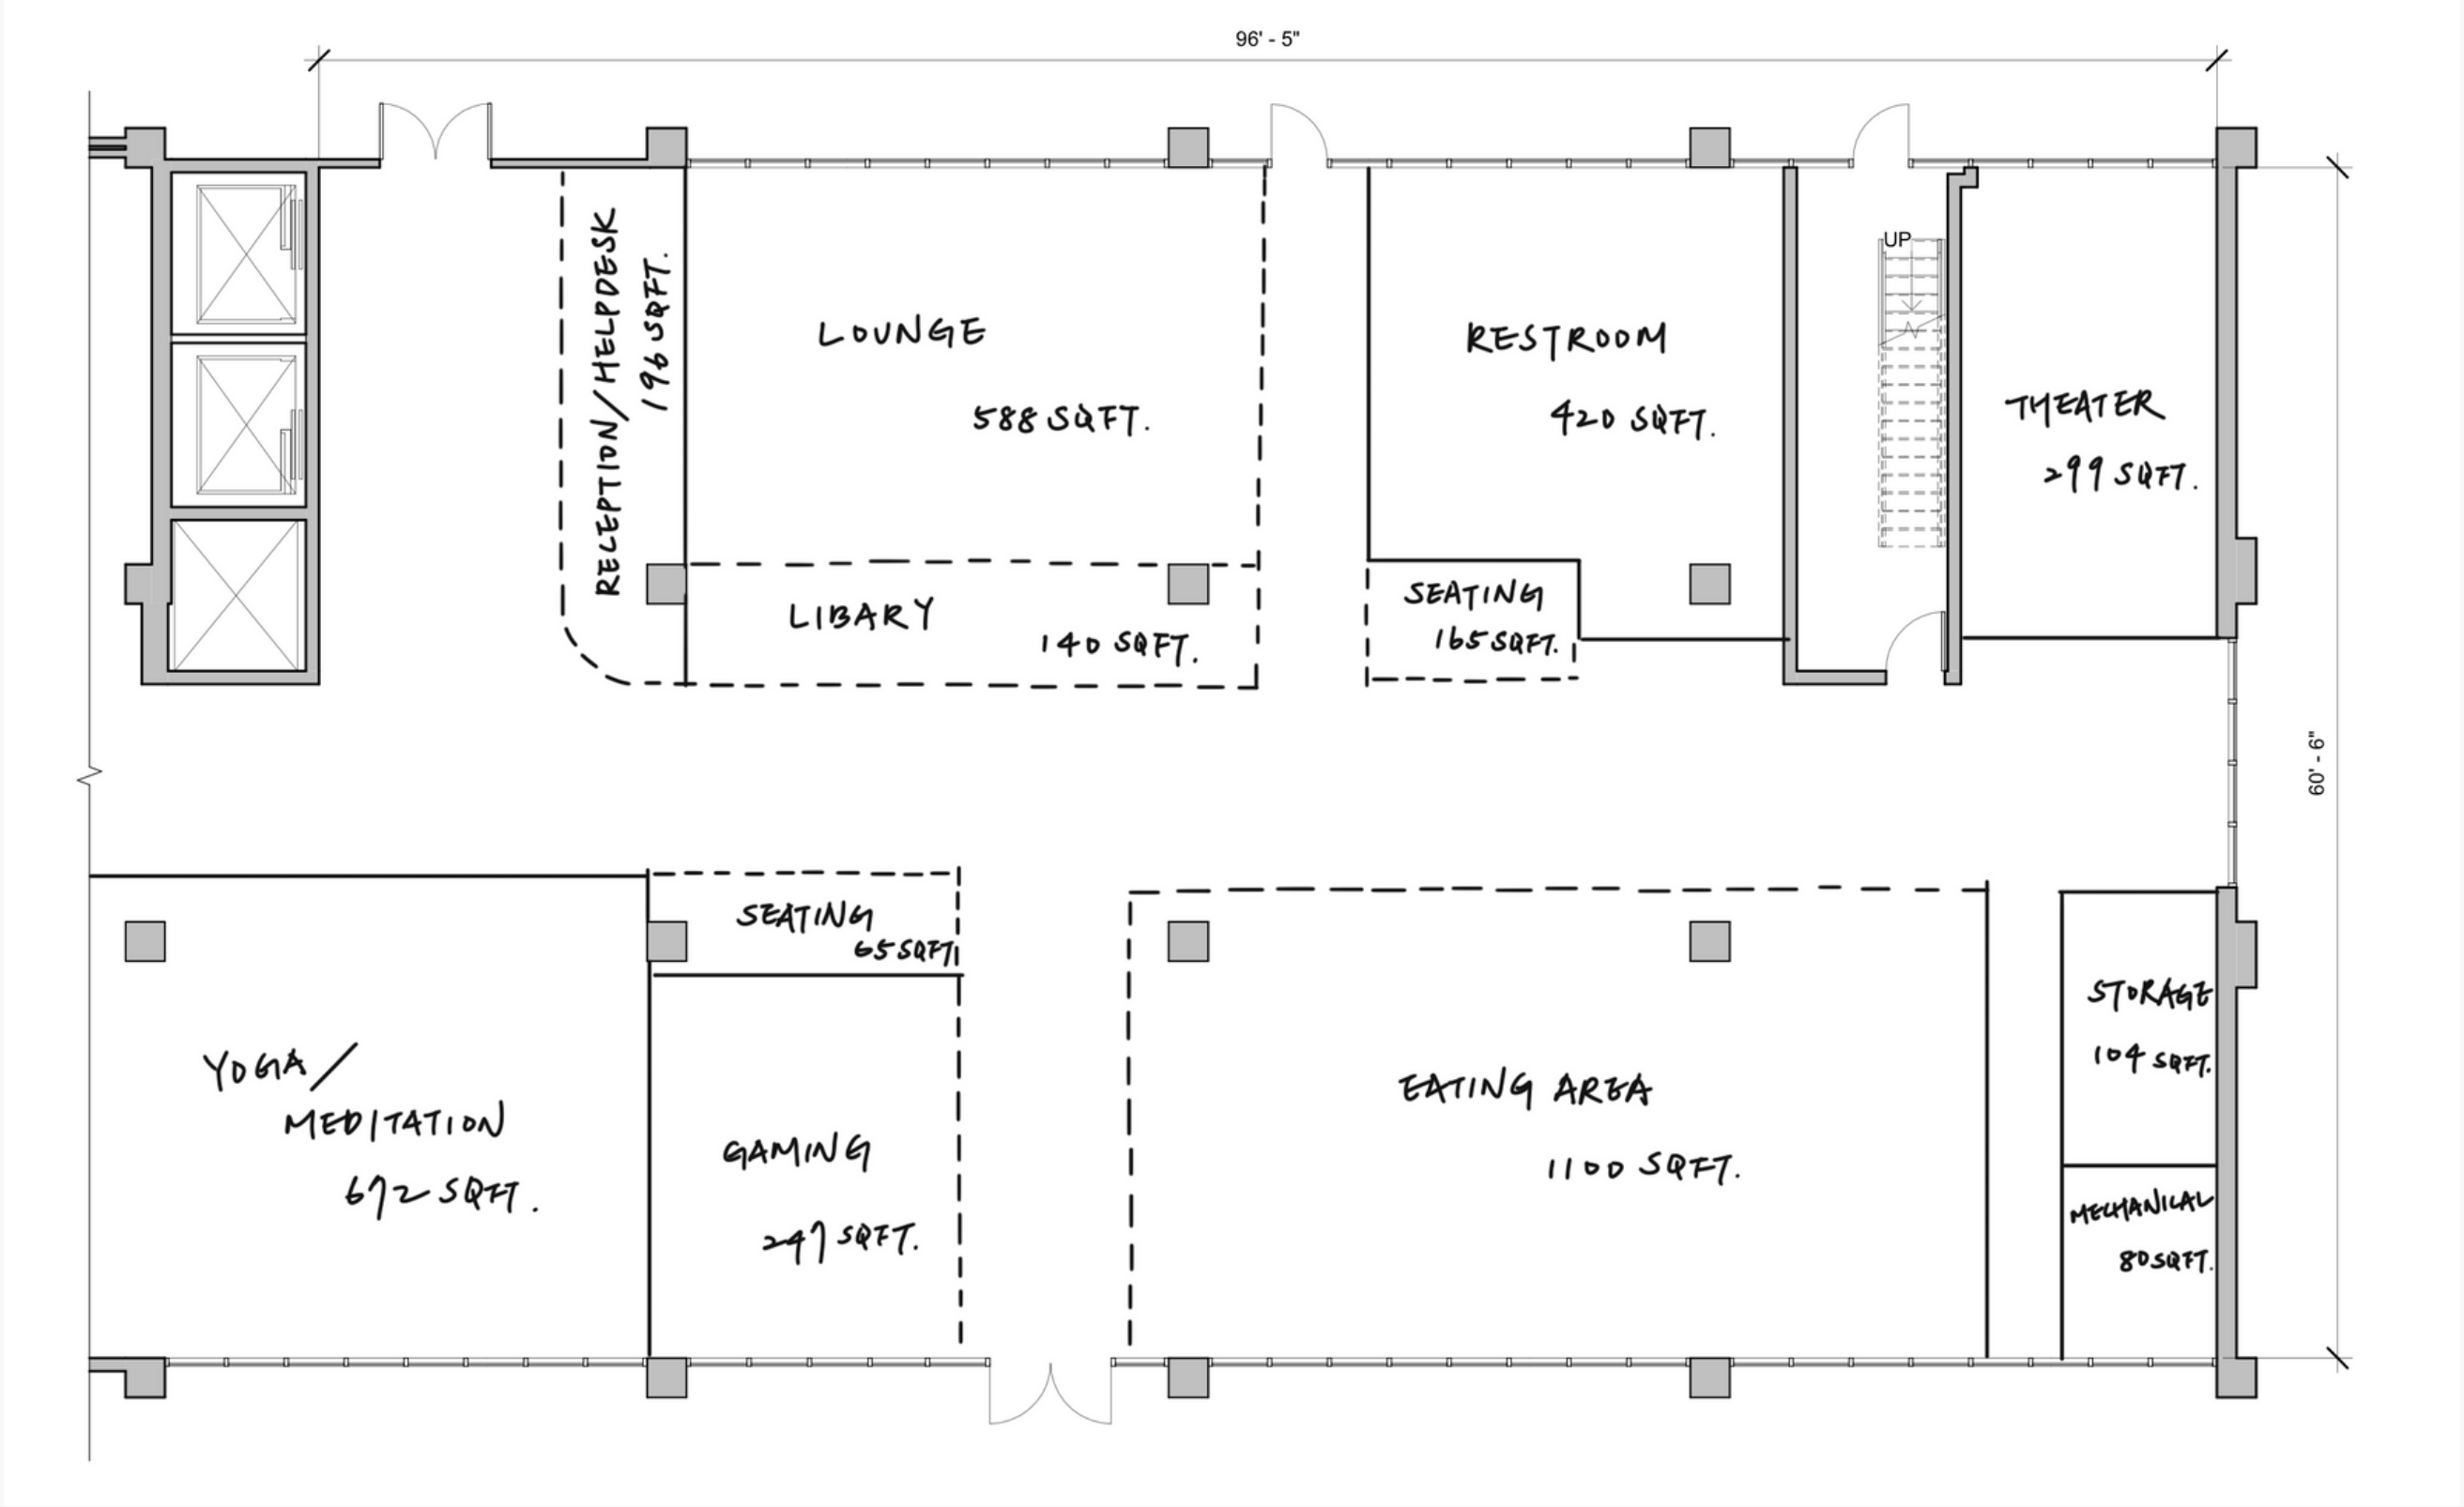 96' - 5"
UP
RECEPTION/HELPDESK
196 SQFT.
LOUNGE
588 SQFT.
RESTROOM
420 SQFT.
THEATER
299 SQFT.
LIBARY
140 SQFT.
SEATING
165 SQFT.
60' - 6"
SEATING
65 SQFT.
YOGA/
MEDITATION
672 SQFT.
GAMING
247 SQFT.
EATING AREA
1100 SQFT.
STORAGE
104 SQFT.
MECHANICAL
80 SQFT.